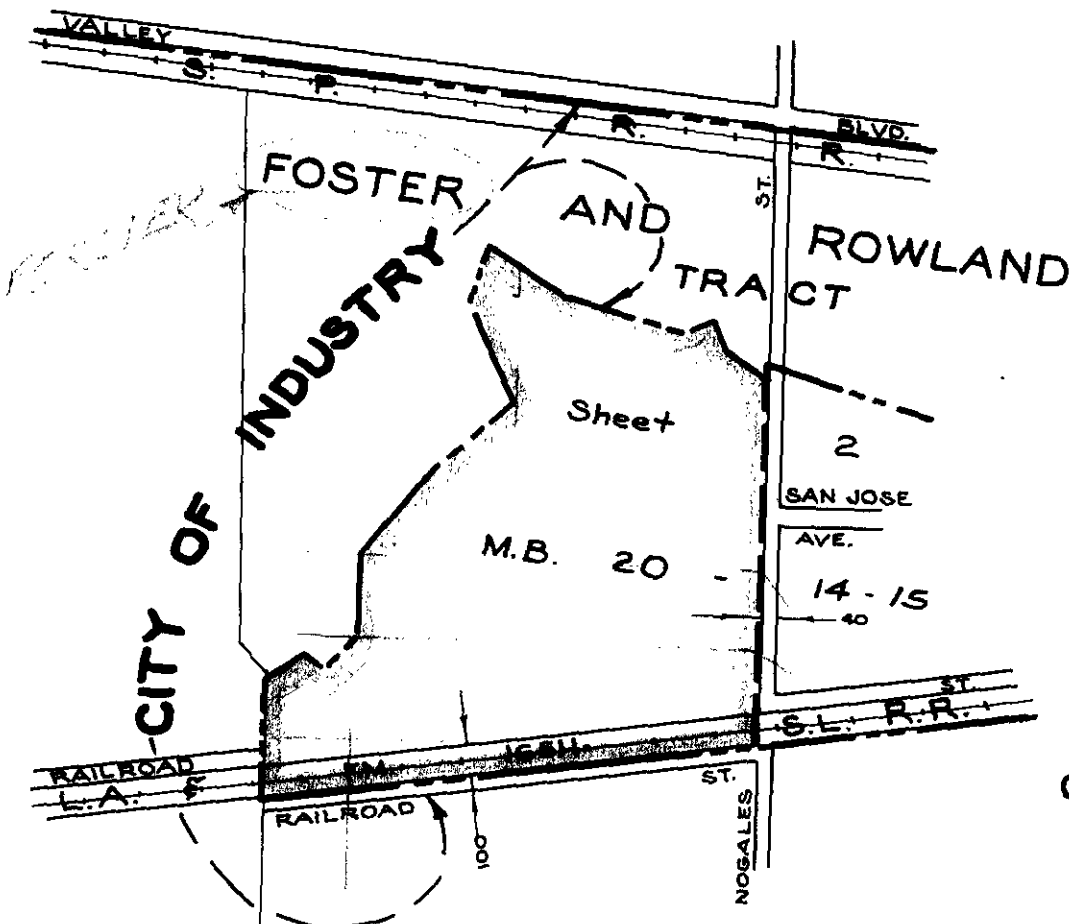 VALLEY BLVD.
S. P. R. R.
FOSTER AND ROWLAND
TRACT
ST.
CITY OF INDUSTRY
Sheet 2
SAN JOSE
AVE.
M.B. 20 - 14 - 15
40
ST.
RAILROAD
L.A. & S.L. R.R.
RAILROAD ST.
100
NOGALES